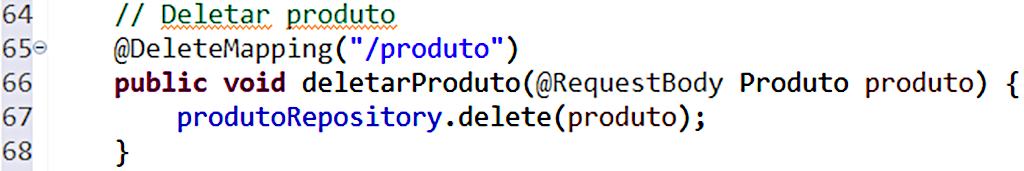 64 // Deletar produto
65 @DeleteMapping("/produto")
66 public void deletarProduto(@RequestBody Produto produto) {
67 produtoRepository.delete(produto);
68 }